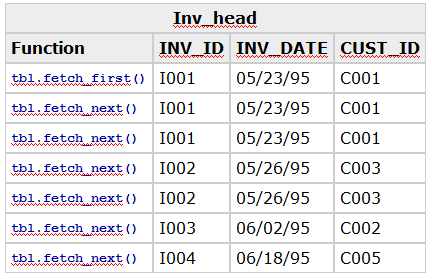 Inv_head
Function INV_ID INV_DATE CUST_ID
tbl.fetch_first() I001 05/23/95 C001
tbl.fetch_next() I001 05/23/95 C001
tbl.fetch_next() I001 05/23/95 C001
tbl.fetch_next() I002 05/26/95 C003
tbl.fetch_next() I002 05/26/95 C003
tbl.fetch_next() I003 06/02/95 C002
tbl.fetch_next() I004 06/18/95 C005